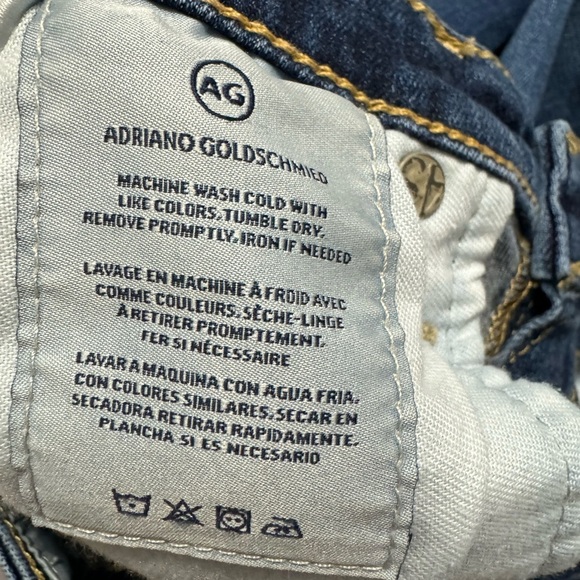 AG
ADRIANO GOLDSCHMIED
MACHINE WASH COLD WITH
LIKE COLORS. TUMBLE DRY.
REMOVE PROMPTLY. IRON IF NEEDED
LAVAGE EN MACHINE À FROID AVEC
COMME COULEURS. SÈCHE-LINGE
À RETIRER PROMPTEMENT.
FER SI NÉCESSAIRE
LAVAR A MAQUINA CON AGUA FRIA.
CON COLORES SIMILARES. SECAR EN
SECADORA RETIRAR RAPIDAMENTE.
PLANCHA SI ES NECESARIO